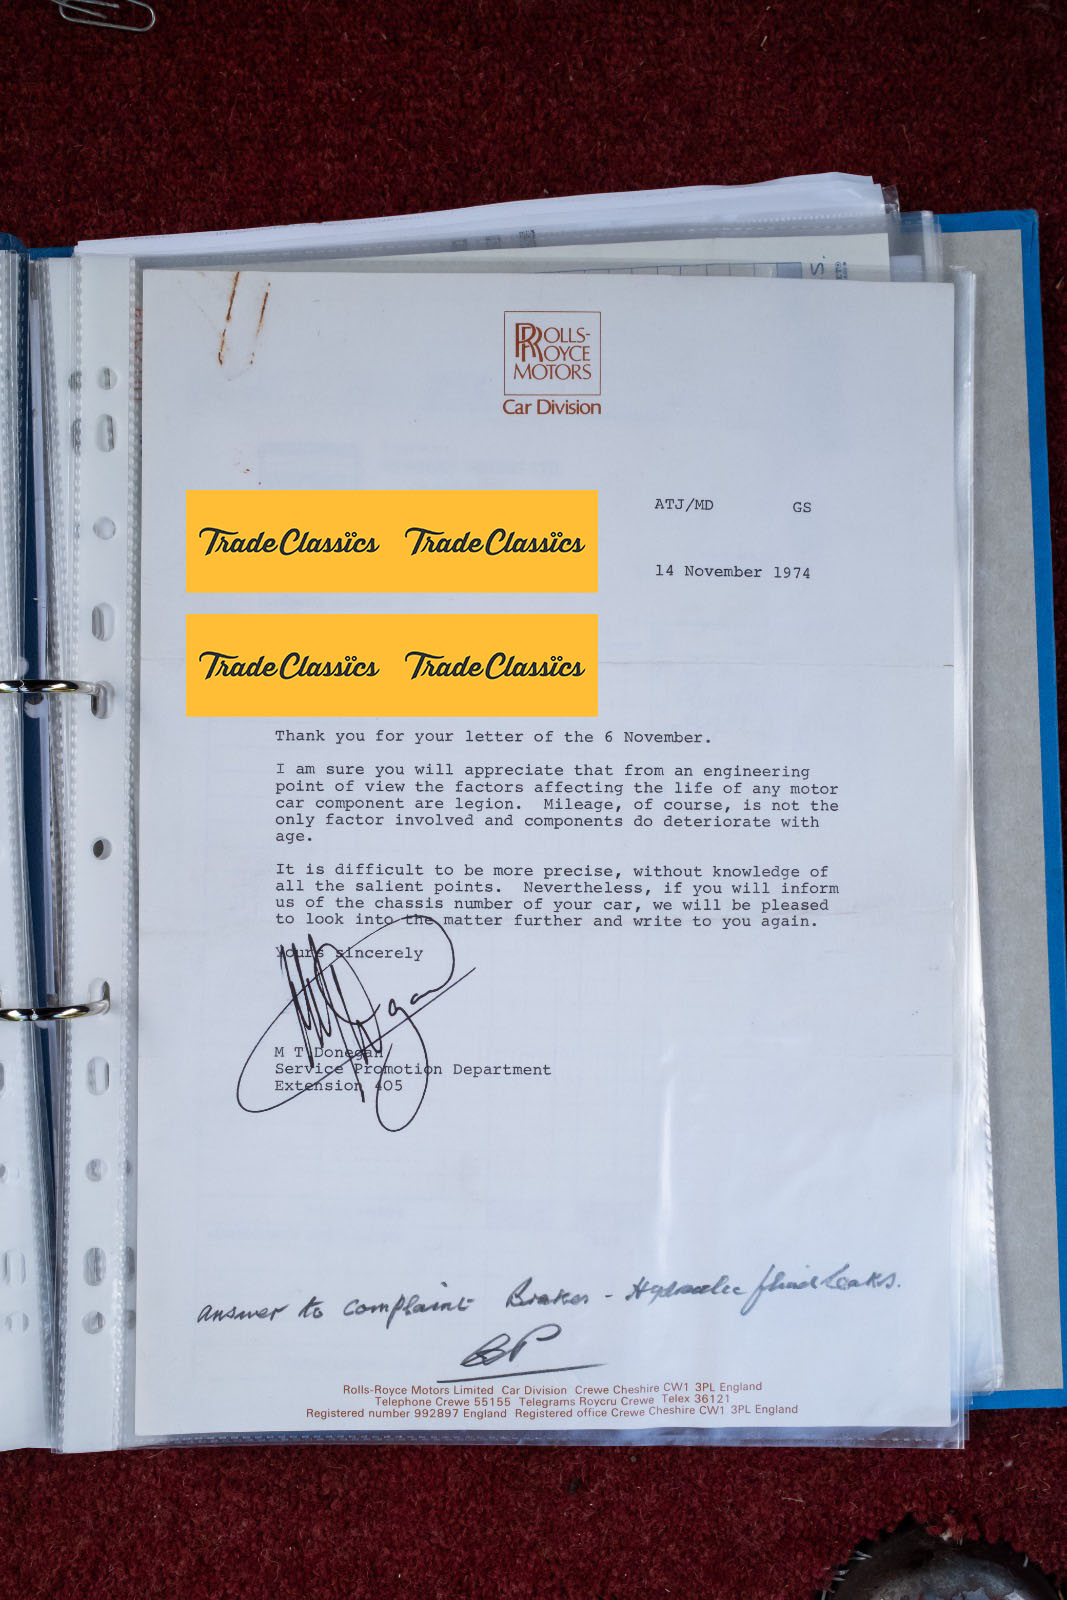 ROLLS-
ROYCE
MOTORS
Car Division
ATJ/MD GS
14 November 1974
Trade Classics Trade Classics
Trade Classics Trade Classics
Thank you for your letter of the 6 November.
I am sure you will appreciate that from an engineering
point of view the factors affecting the life of any motor
car component are legion. Mileage, of course, is not the
only factor involved and components do deteriorate with
age.
It is difficult to be more precise, without knowledge of
all the salient points. Nevertheless, if you will inform
us of the chassis number of your car, we will be pleased
to look into the matter further and write to you again.
Yours sincerely
M T Donegan
Service Promotion Department
Extension 405
answer to complaint Brakes - Hydraulic fluid leaks.
Rolls-Royce Motors Limited Car Division Crewe Cheshire CW1 3PL England
Telephone Crewe 55155 Telegrams Roycru Crewe Telex 36121
Registered number 992897 England Registered office Crewe Cheshire CW1 3PL England